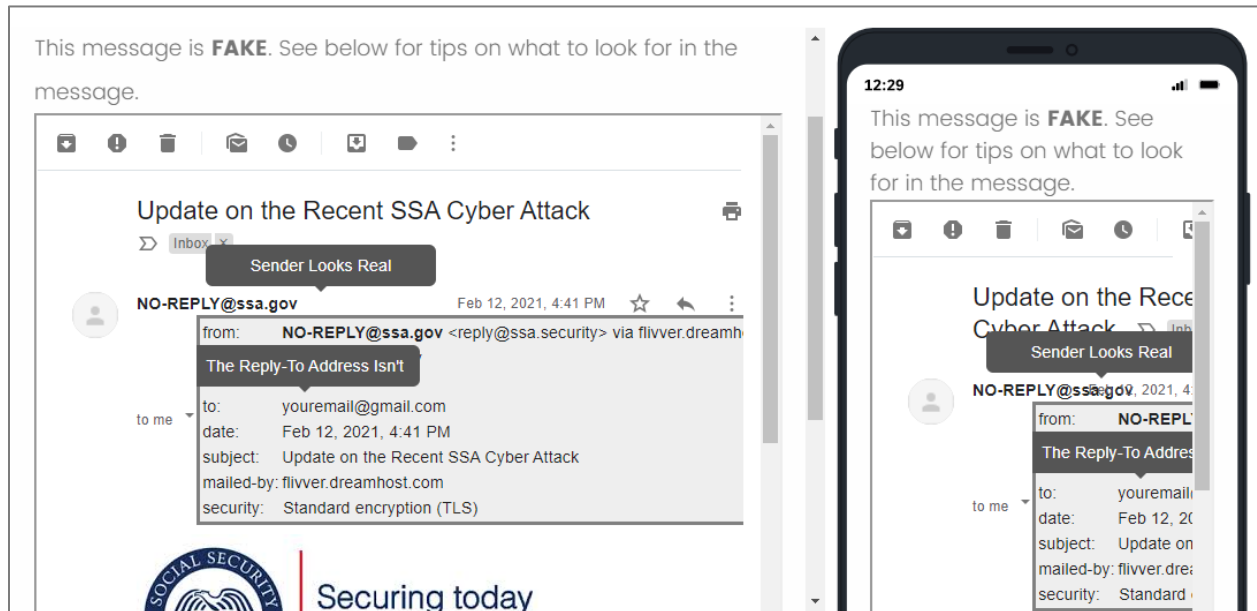 This message is FAKE. See below for tips on what to look for in the
message.
Update on the Recent SSA Cyber Attack
Inbox x
Sender Looks Real
NO-REPLY@ssa.gov Feb 12, 2021, 4:41 PM
from: NO-REPLY@ssa.gov <reply@ssa.security> via flivver.dreamh
The Reply-To Address Isn't
to: youremail@gmail.com
to me
date: Feb 12, 2021, 4:41 PM
subject: Update on the Recent SSA Cyber Attack
mailed-by: flivver.dreamhost.com
security: Standard encryption (TLS)
SOCIAL SECURITY
Securing today
12:29
This message is FAKE. See
below for tips on what to look
for in the message.
Update on the Rece
Cyber Attack Inb
Sender Looks Real
NO-REPLY@ssa.gov 2021, 4:
from: NO-REPL
The Reply-To Addres
to: youremail
to me
date: Feb 12, 20
subject: Update on
mailed-by: flivver.drea
security: Standard